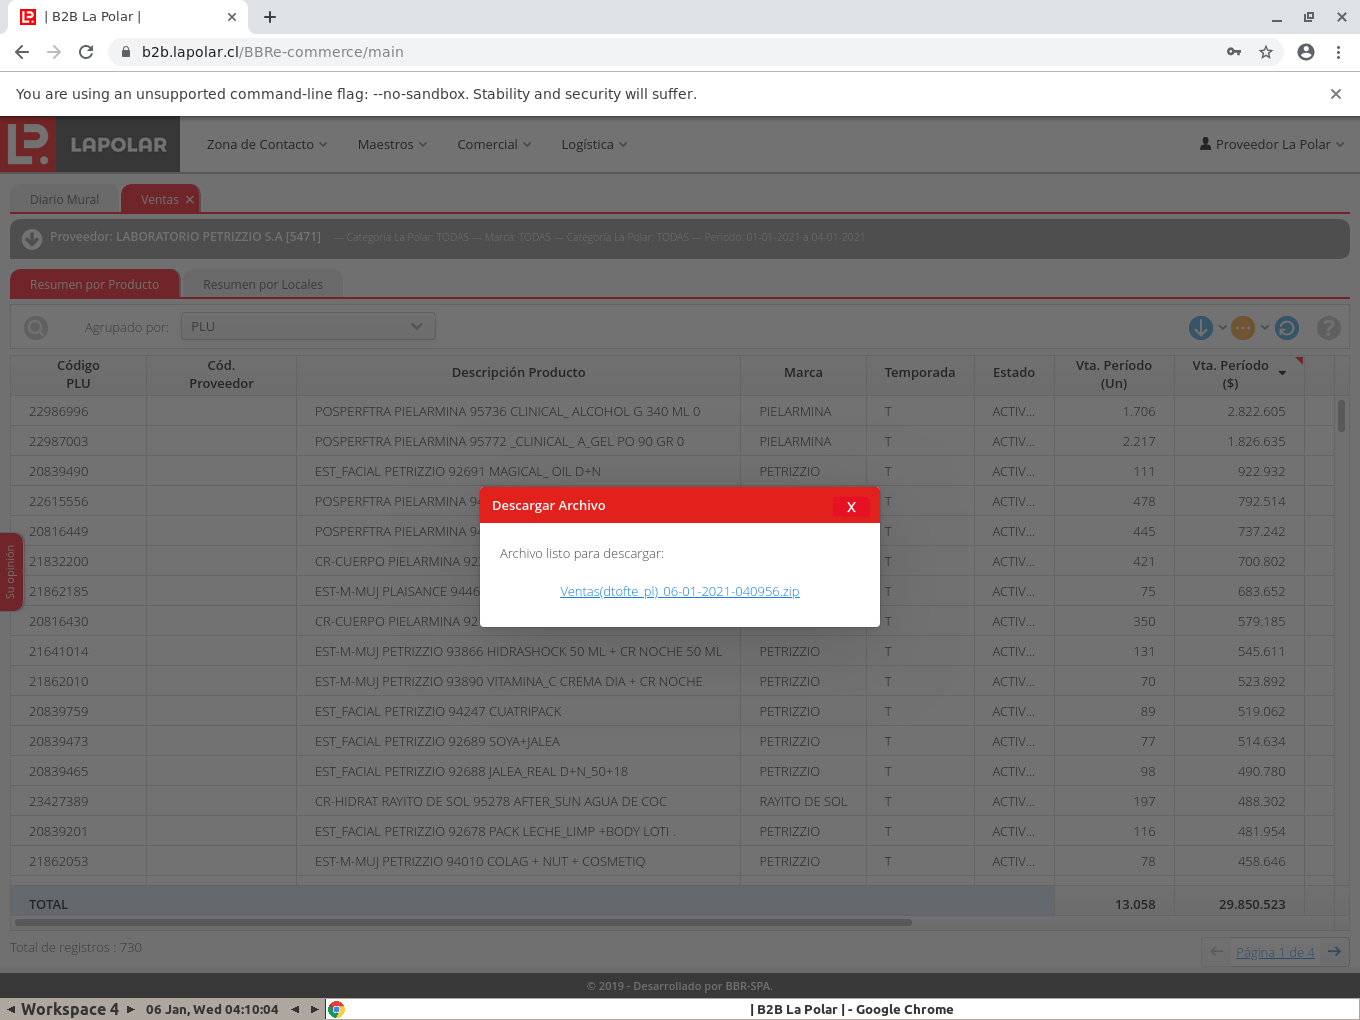 | B2B La Polar |
b2b.lapolar.cl/BBRe-commerce/main
You are using an unsupported command-line flag: --no-sandbox. Stability and security will suffer.
LAPOLAR
Zona de Contacto Maestros Comercial Logística Proveedor La Polar
Diario Mural Ventas
Proveedor: LABORATORIO PETRIZZIO S.A [5471] --- Categoría La Polar: TODAS --- Marca: TODAS --- Categoría La Polar: TODAS --- Período: 01-01-2021 a 04-01-2021
Resumen por Producto Resumen por Locales
Agrupado por: PLU
Código PLU Cód. Proveedor Descripción Producto Marca Temporada Estado Vta. Período (Un) Vta. Período ($)
22986996 POSPERFTRA PIELARMINA 95736 CLINICAL_ ALCOHOL G 340 ML 0 PIELARMINA T ACTIV... 1.706 2.822.605
22987003 POSPERFTRA PIELARMINA 95772 _CLINICAL_ A_GEL PO 90 GR 0 PIELARMINA T ACTIV... 2.217 1.826.635
20839490 EST_FACIAL PETRIZZIO 92691 MAGICAL_ OIL D+N PETRIZZIO T ACTIV... 111 922.932
22615556 POSPERFTRA PIELARMINA 94 T ACTIV... 478 792.514
20816449 POSPERFTRA PIELARMINA 94 T ACTIV... 445 737.242
21832200 CR-CUERPO PIELARMINA 92 T ACTIV... 421 700.802
21862185 EST-M-MUJ PLAISANCE 9446 T ACTIV... 75 683.652
20816430 CR-CUERPO PIELARMINA 92 T ACTIV... 350 579.185
21641014 EST-M-MUJ PETRIZZIO 93866 HIDRASHOCK 50 ML + CR NOCHE 50 ML PETRIZZIO T ACTIV... 131 545.611
21862010 EST-M-MUJ PETRIZZIO 93890 VITAMINA_C CREMA DIA + CR NOCHE PETRIZZIO T ACTIV... 70 523.892
20839759 EST_FACIAL PETRIZZIO 94247 CUATRIPACK PETRIZZIO T ACTIV... 89 519.062
20839473 EST_FACIAL PETRIZZIO 92689 SOYA+JALEA PETRIZZIO T ACTIV... 77 514.634
20839465 EST_FACIAL PETRIZZIO 92688 JALEA_REAL D+N_50+18 PETRIZZIO T ACTIV... 98 490.780
23427389 CR-HIDRAT RAYITO DE SOL 95278 AFTER_SUN AGUA DE COC RAYITO DE SOL T ACTIV... 197 488.302
20839201 EST_FACIAL PETRIZZIO 92678 PACK LECHE_LIMP +BODY LOTI . PETRIZZIO T ACTIV... 116 481.954
21862053 EST-M-MUJ PETRIZZIO 94010 COLAG + NUT + COSMETIQ PETRIZZIO T ACTIV... 78 458.646
TOTAL 13.058 29.850.523
Descargar Archivo X
Archivo listo para descargar:
Ventas(dtofte_pl)_06-01-2021-040956.zip
Su opinión
Total de registros : 730
Página 1 de 4
© 2019 - Desarrollado por BBR-SPA.
Workspace 4 06 Jan, Wed 04:10:04 | B2B La Polar | - Google Chrome